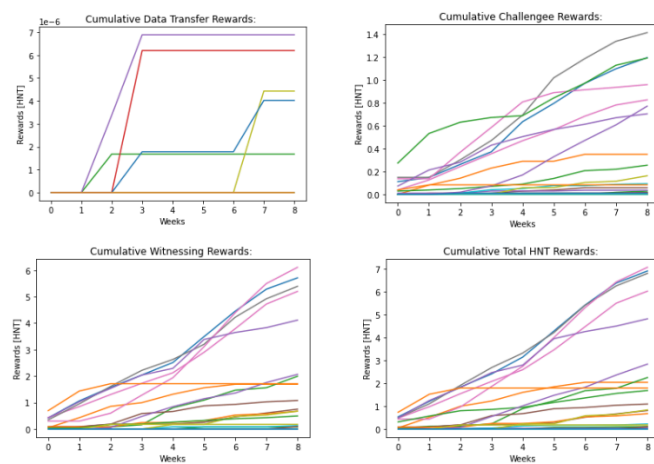 Cumulative Data Transfer Rewards:
1e-6
7
6
5
4
3
2
1
0
Rewards [HNT]
0 1 2 3 4 5 6 7 8
Weeks
Cumulative Challengee Rewards:
1.4
1.2
1.0
0.8
0.6
0.4
0.2
0.0
Rewards [HNT]
0 1 2 3 4 5 6 7 8
Weeks
Cumulative Witnessing Rewards:
6
5
4
3
2
1
0
Rewards [HNT]
0 1 2 3 4 5 6 7 8
Weeks
Cumulative Total HNT Rewards:
7
6
5
4
3
2
1
0
Rewards [HNT]
0 1 2 3 4 5 6 7 8
Weeks